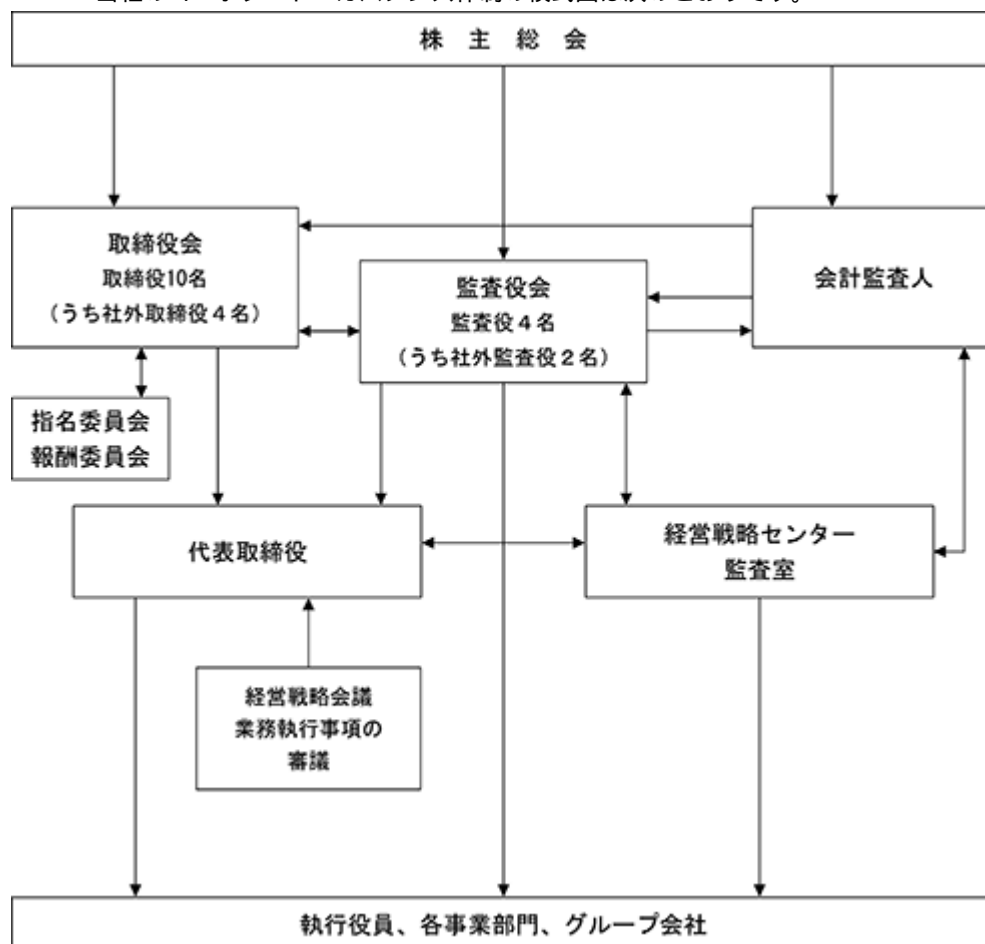 株 主 総 会
取締役会
取締役10名
(うち社外取締役4名)
監査役会
監査役4名
(うち社外監査役2名)
会計監査人
指名委員会
報酬委員会
代表取締役
経営戦略センター
監査室
経営戦略会議
業務執行事項の
審議
執行役員、各事業部門、グループ会社